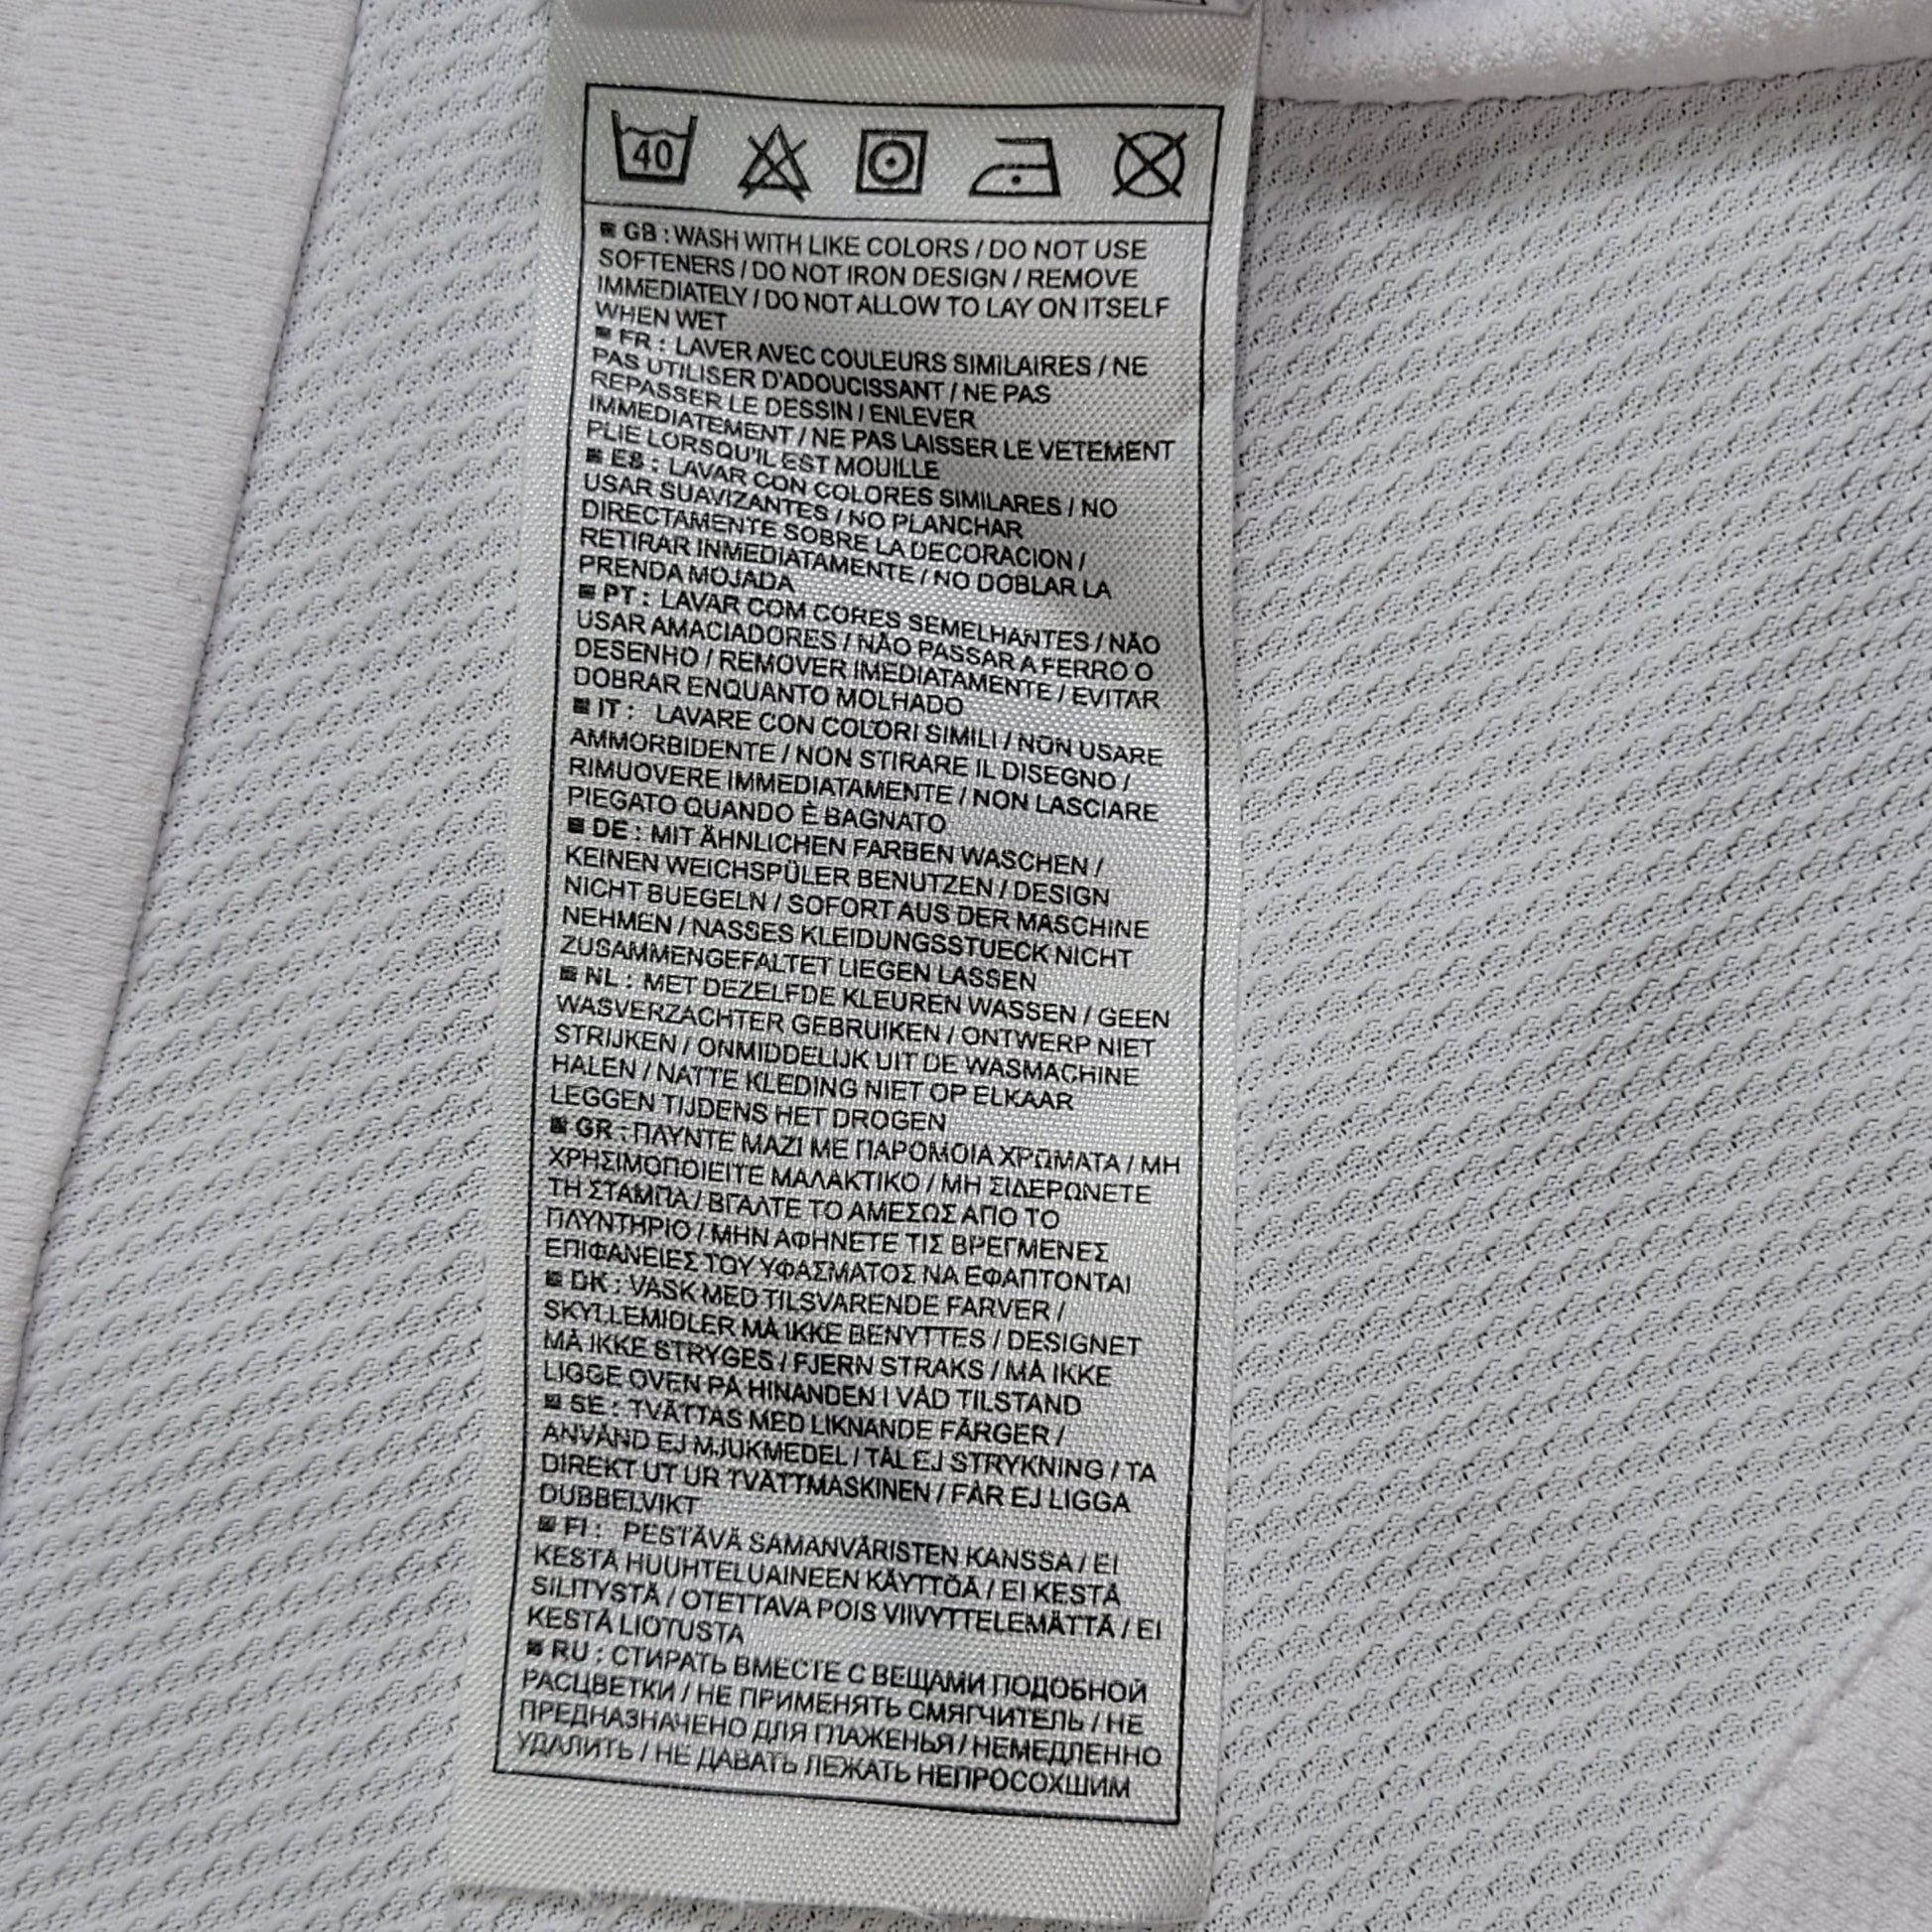 40
GB : WASH WITH LIKE COLORS / DO NOT USE
SOFTENERS / DO NOT IRON DESIGN / REMOVE
IMMEDIATELY / DO NOT ALLOW TO LAY ON ITSELF
WHEN WET
FR : LAVER AVEC COULEURS SIMILAIRES / NE
PAS UTILISER D'ADOUCISSANT / NE PAS
REPASSER LE DESSIN / ENLEVER
IMMEDIATEMENT / NE PAS LAISSER LE VETEMENT
PLIE LORSQU'IL EST MOUILLE
ES : LAVAR CON COLORES SIMILARES / NO
USAR SUAVIZANTES / NO PLANCHAR
DIRECTAMENTE SOBRE LA DECORACION /
RETIRAR INMEDIATAMENTE / NO DOBLAR LA
PRENDA MOJADA
PT : LAVAR COM CORES SEMELHANTES / NÃO
USAR AMACIADORES / NÃO PASSAR A FERRO O
DESENHO / REMOVER IMEDIATAMENTE / EVITAR
DOBRAR ENQUANTO MOLHADO
IT : LAVARE CON COLORI SIMILI / NON USARE
AMMORBIDENTE / NON STIRARE IL DISEGNO /
RIMUOVERE IMMEDIATAMENTE / NON LASCIARE
PIEGATO QUANDO È BAGNATO
DE : MIT ÄHNLICHEN FARBEN WASCHEN /
KEINEN WEICHSPÜLER BENUTZEN / DESIGN
NICHT BUEGELN / SOFORT AUS DER MASCHINE
NEHMEN / NASSES KLEIDUNGSSTUECK NICHT
ZUSAMMENGEFALTET LIEGEN LASSEN
NL : MET DEZELFDE KLEUREN WASSEN / GEEN
WASVERZACHTER GEBRUIKEN / ONTWERP NIET
STRIJKEN / ONMIDDELIJK UIT DE WASMACHINE
HALEN / NATTE KLEDING NIET OP ELKAAR
LEGGEN TIJDENS HET DROGEN
GR : ΠΛΥΝΤΕ ΜΑΖΙ ΜΕ ΠΑΡΟΜΟΙΑ ΧΡΩΜΑΤΑ / ΜΗ
ΧΡΗΣΙΜΟΠΟΙΕΙΤΕ ΜΑΛΑΚΤΙΚΟ / ΜΗ ΣΙΔΕΡΩΝΕΤΕ
ΤΗ ΣΤΑΜΠΑ / ΒΓΑΛΤΕ ΤΟ ΑΜΕΣΩΣ ΑΠΟ ΤΟ
ΠΛΥΝΤΗΡΙΟ / ΜΗΝ ΑΦΗΝΕΤΕ ΤΙΣ ΒΡΕΓΜΕΝΕΣ
ΕΠΙΦΑΝΕΙΕΣ ΤΟΥ ΥΦΑΣΜΑΤΟΣ ΝΑ ΕΦΑΠΤΟΝΤΑΙ
DK : VASK MED TILSVARENDE FARVER /
SKYLLEMIDLER MÅ IKKE BENYTTES / DESIGNET
MÅ IKKE STRYGES / FJERN STRAKS / MÅ IKKE
LIGGE OVEN PÅ HINANDEN I VÅD TILSTAND
SE : TVÄTTAS MED LIKNANDE FÄRGER /
ANVÄND EJ MJUKMEDEL / TÅL EJ STRYKNING / TA
DIREKT UT UR TVÄTTMASKINEN / FÅR EJ LIGGA
DUBBELVIKT
FI : PESTÄVÄ SAMANVÄRISTEN KANSSA / EI
KESTÄ HUUHTELUAINEEN KÄYTTÖÄ / EI KESTÄ
SILITYSTÄ / OTETTAVA POIS VIIVYTTELEMÄTTÄ / EI
KESTÄ LIOTUSTA
RU : СТИРАТЬ ВМЕСТЕ С ВЕЩАМИ ПОДОБНОЙ
РАСЦВЕТКИ / НЕ ПРИМЕНЯТЬ СМЯГЧИТЕЛЬ / НЕ
ПРЕДНАЗНАЧЕНО ДЛЯ ГЛАЖЕНЬЯ / НЕМЕДЛЕННО
УДАЛИТЬ / НЕ ДАВАТЬ ЛЕЖАТЬ НЕПРОСОХШИМ